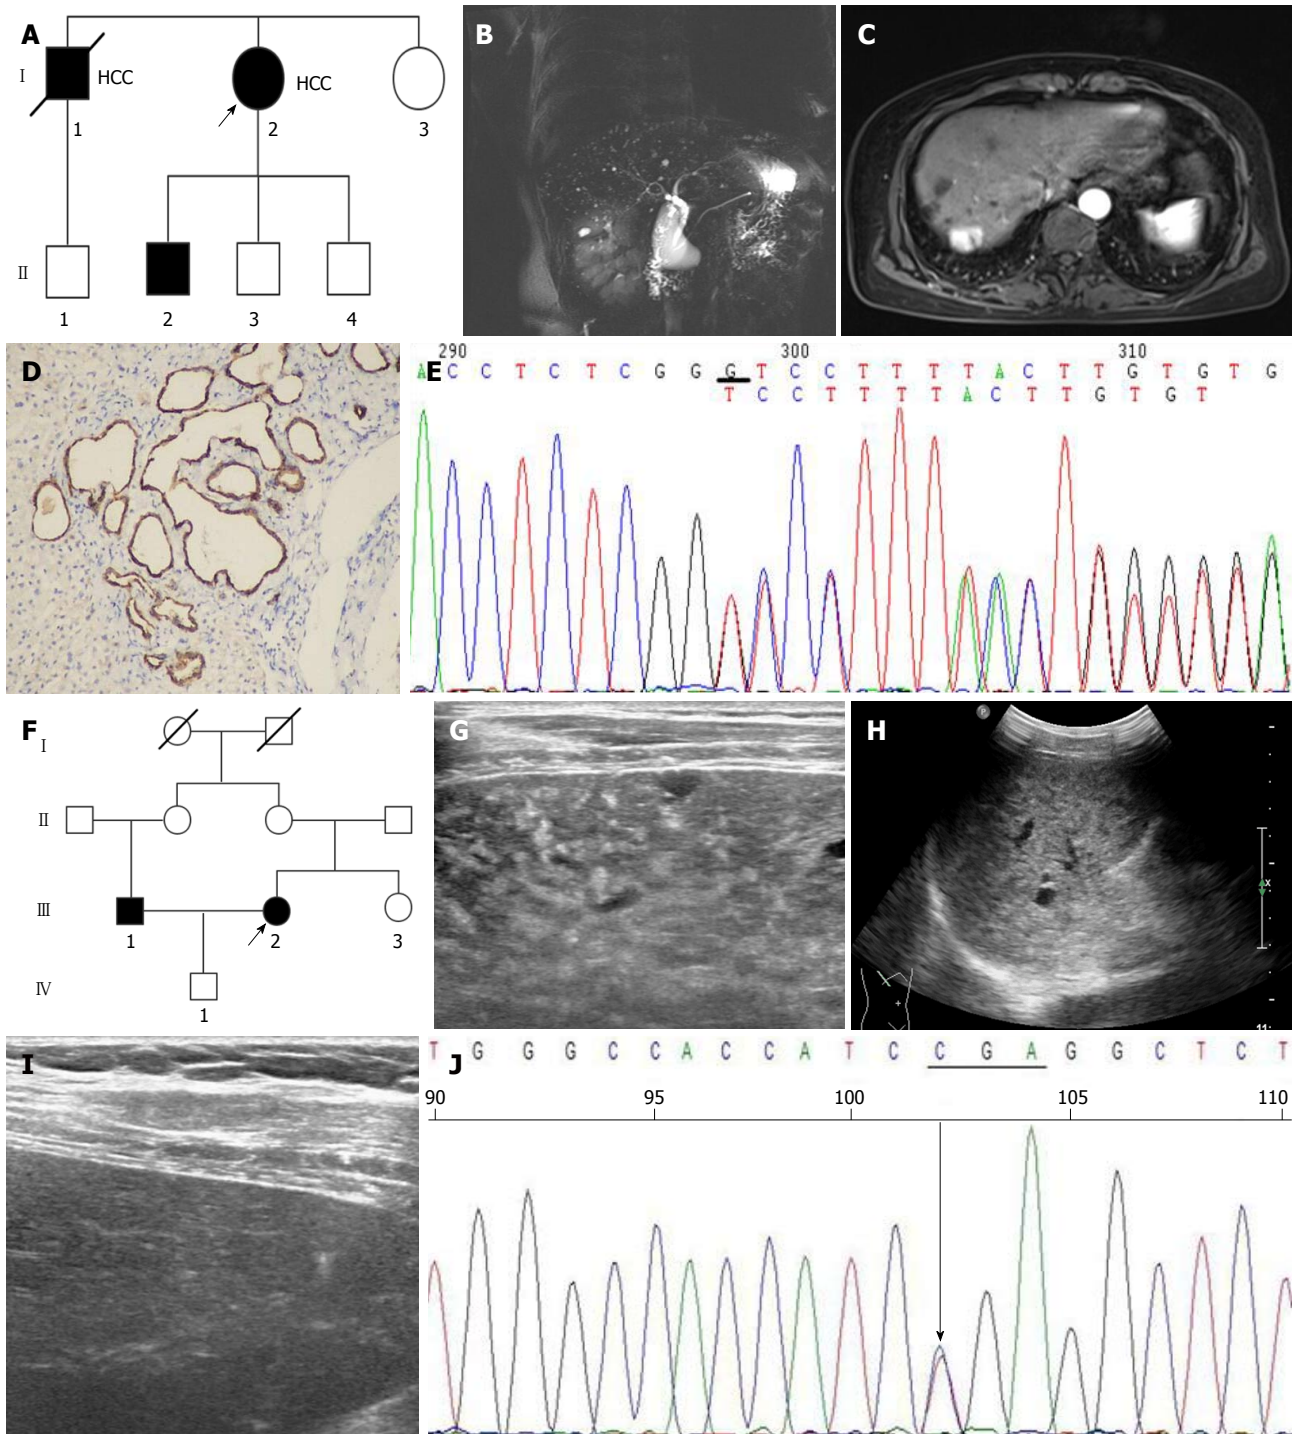 A
I
HCC
HCC
1
2
3
II
1
2
3
4
B
C
D
E
290
300
310
A C C T C T C G G G T C C T T T T A C T T G T G T G
T C C T T T T A C T T G T G T
F
I
II
III
1
2
3
IV
1
G
H
P
x
+
11:
I
J
T G G G C C A C C A T C C G A G G C T C T
90
95
100
105
110